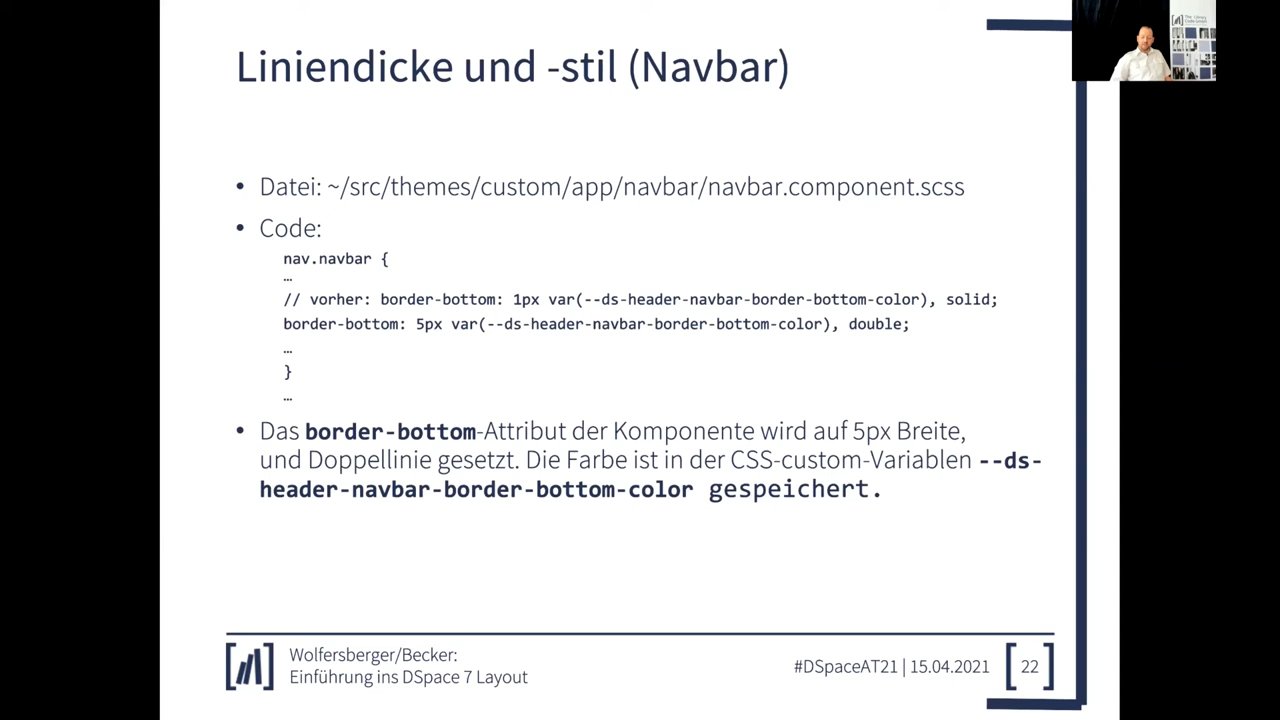 Liniendicke und -stil (Navbar)
• Datei: ~/src/themes/custom/app/navbar/navbar.component.scss
• Code:
nav.navbar {
…
// vorher: border-bottom: 1px var(--ds-header-navbar-border-bottom-color), solid;
border-bottom: 5px var(--ds-header-navbar-border-bottom-color), double;
…
}
…
• Das border-bottom-Attribut der Komponente wird auf 5px Breite,
und Doppellinie gesetzt. Die Farbe ist in der CSS-custom-Variablen --ds-
header-navbar-border-bottom-color gespeichert.
Wolfersberger/Becker:
Einführung ins DSpace 7 Layout
#DSpaceAT21 | 15.04.2021
22